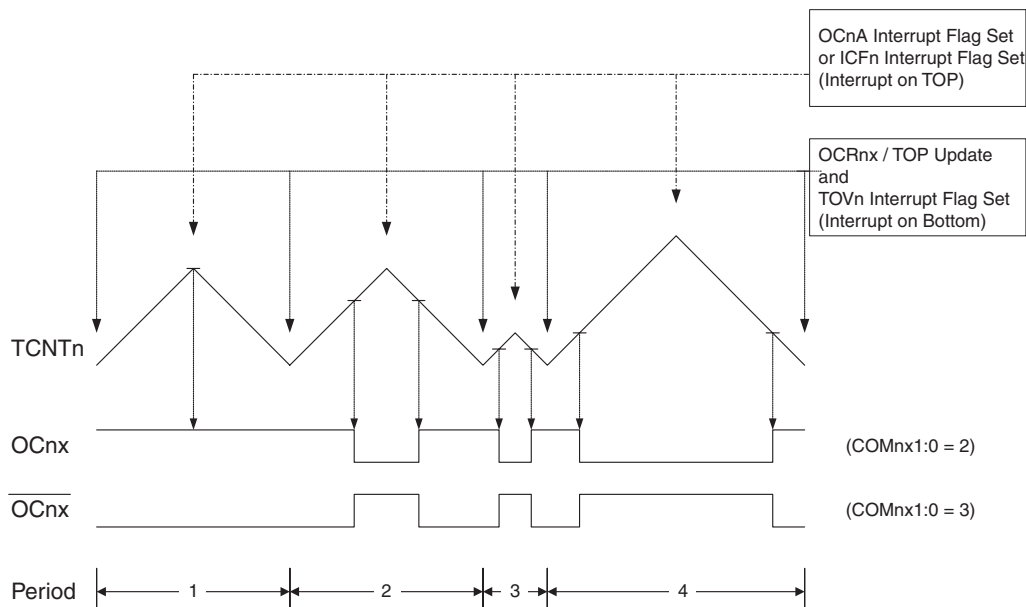 OCnA Interrupt Flag Set
or ICFn Interrupt Flag Set
(Interrupt on TOP)
OCRnx / TOP Update
and
TOVn Interrupt Flag Set
(Interrupt on Bottom)
TCNTn
OCnx
(COMnx1:0 = 2)
OCnx
(COMnx1:0 = 3)
Period
1
2
3
4